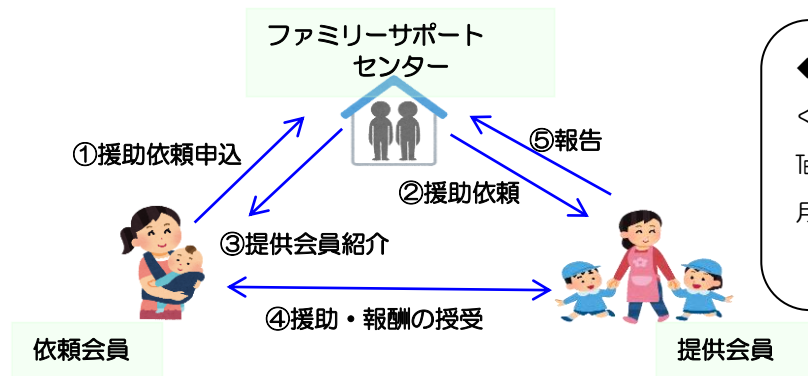 ファミリーサポート
センター
①援助依頼申込
⑤報告
②援助依頼
③提供会員紹介
④援助・報酬の授受
依頼会員
提供会員
◆
<
℡
月